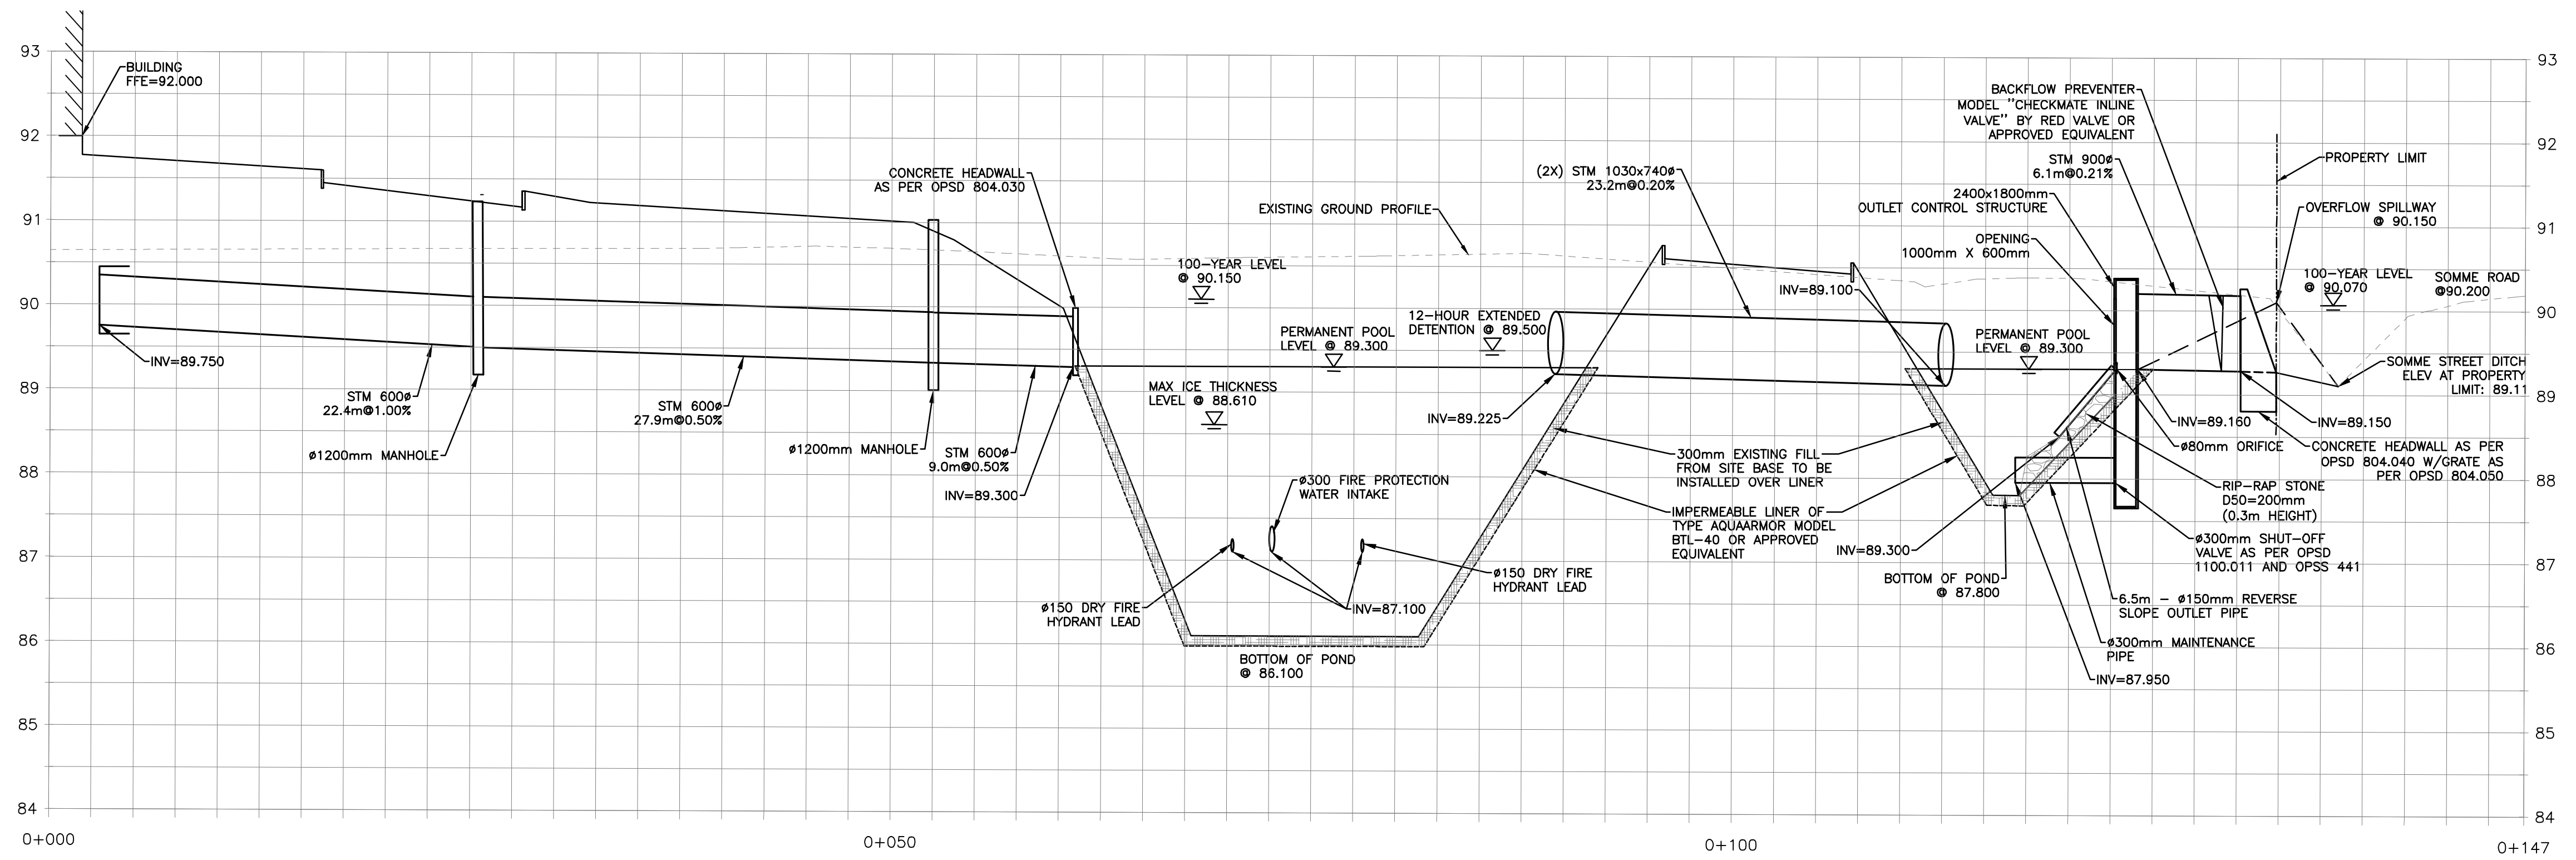 93
92
91
90
89
88
87
86
85
84
0+000
0+050
0+100
0+147
93
92
91
90
89
88
87
86
85
84
BUILDING
FFE=92.000
INV=89.750
STM 600ø
22.4m@1.00%
ø1200mm MANHOLE
STM 600ø
27.9m@0.50%
ø1200mm MANHOLE
CONCRETE HEADWALL
AS PER OPSD 804.030
STM 600ø
9.0m@0.50%
INV=89.300
100-YEAR LEVEL
@ 90.150
EXISTING GROUND PROFILE
PERMANENT POOL
LEVEL @ 89.300
12-HOUR EXTENDED
DETENTION @ 89.500
MAX ICE THICKNESS
LEVEL @ 88.610
ø300 FIRE PROTECTION
WATER INTAKE
ø150 DRY FIRE
HYDRANT LEAD
INV=87.100
ø150 DRY FIRE
HYDRANT LEAD
BOTTOM OF POND
@ 86.100
(2X) STM 1030x740ø
23.2m@0.20%
INV=89.225
INV=89.100
300mm EXISTING FILL
FROM SITE BASE TO BE
INSTALLED OVER LINER
IMPERMEABLE LINER OF
TYPE AQUAARMOR MODEL
BTL-40 OR APPROVED
EQUIVALENT
PERMANENT POOL
LEVEL @ 89.300
INV=89.300
BOTTOM OF POND
@ 87.800
BACKFLOW PREVENTER
MODEL "CHECKMATE INLINE
VALVE" BY RED VALVE OR
APPROVED EQUIVALENT
STM 900ø
6.1m@0.21%
2400x1800mm
OUTLET CONTROL STRUCTURE
OPENING
1000mm X 600mm
PROPERTY LIMIT
OVERFLOW SPILLWAY
@ 90.150
100-YEAR LEVEL
@ 90.070
SOMME ROAD
@90.200
SOMME STREET DITCH
ELEV AT PROPERTY
LIMIT: 89.11
INV=89.160
INV=89.150
ø80mm ORIFICE
CONCRETE HEADWALL AS PER
OPSD 804.040 W/GRATE AS
PER OPSD 804.050
RIP-RAP STONE
D50=200mm
(0.3m HEIGHT)
ø300mm SHUT-OFF
VALVE AS PER OPSD
1100.011 AND OPSS 441
6.5m - ø150mm REVERSE
SLOPE OUTLET PIPE
ø300mm MAINTENANCE
PIPE
INV=87.950